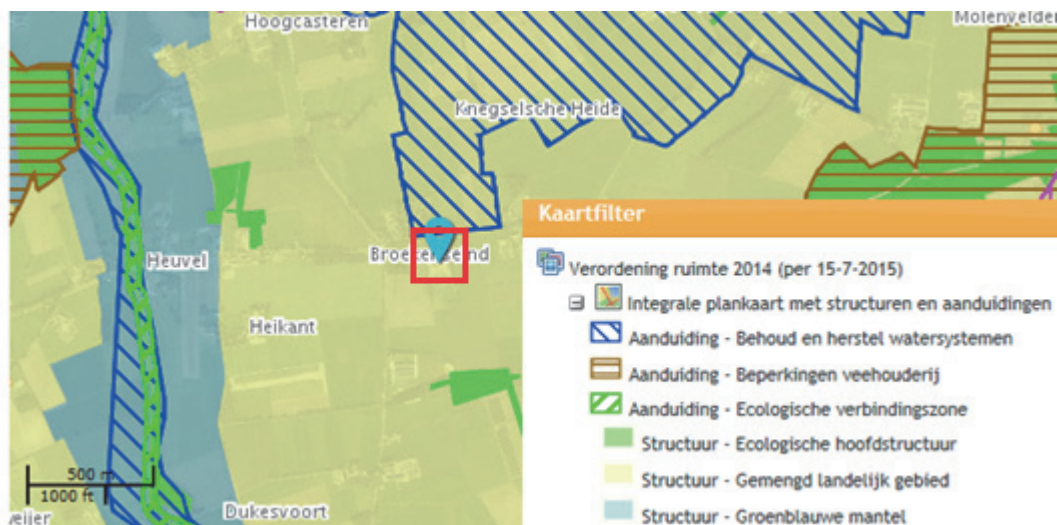 Hoogcasteren
Molenvelden
Knegselsche Heide
Heuvel
Heikant
500 m
1000 ft
Dukesvoort
Kaartfilter
Verordening ruimte 2014 (per 15-7-2015)
Integrale plankaart met structuren en aanduidingen
Aanduiding - Behoud en herstel watersystemen
Aanduiding - Beperkingen veehouderij
Aanduiding - Ecologische verbindingszone
Structuur - Ecologische hoofdstructuur
Structuur - Gemengd landelijk gebied
Structuur - Groenblauwe mantel